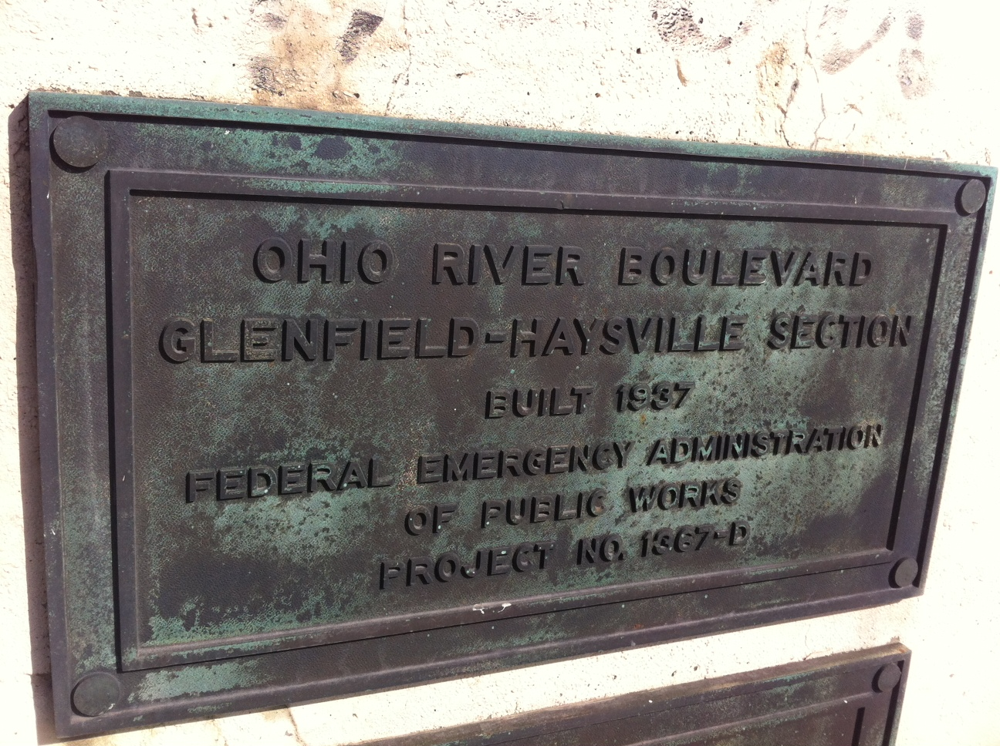 OHIO RIVER BOULEVARD
GLENFIELD-HAYSVILLE SECTION
BUILT 1937
FEDERAL EMERGENCY ADMINISTRATION
OF PUBLIC WORKS
PROJECT NO. 1367-D